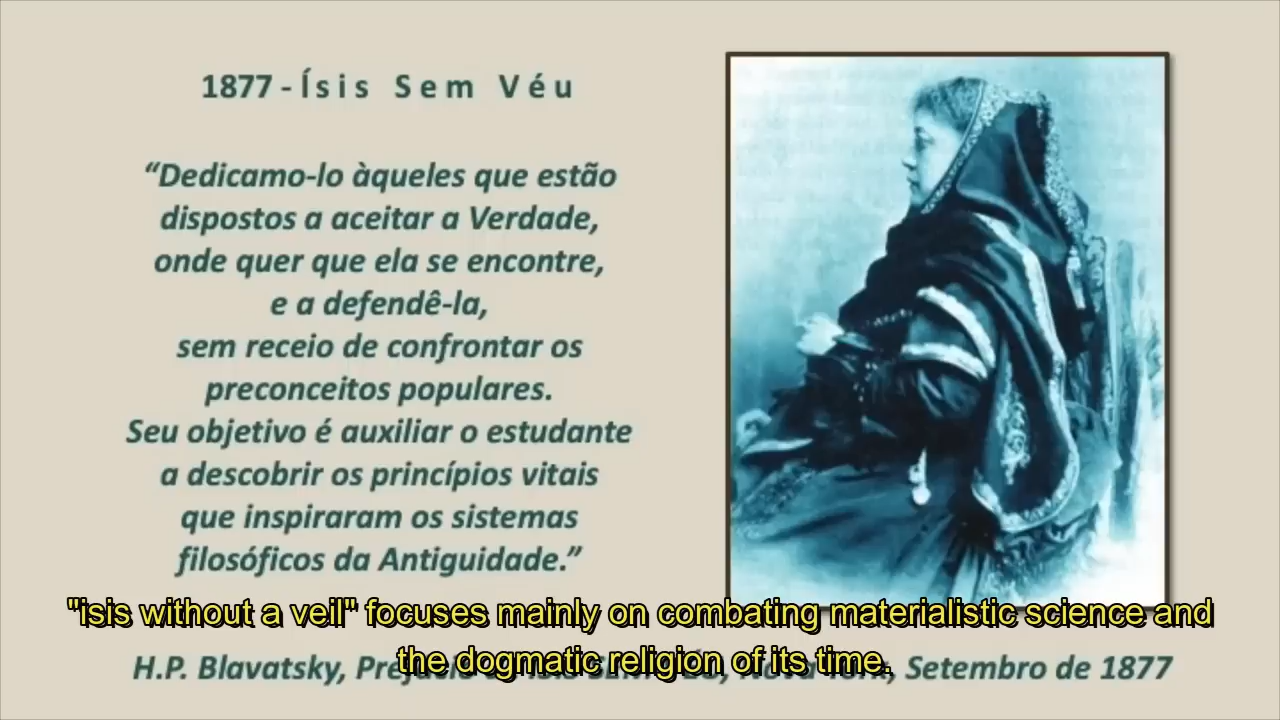 1877 - Ísis Sem Véu
“Dedicamo-lo àqueles que estão
dispostos a aceitar a Verdade,
onde quer que ela se encontre,
e a defendê-la,
sem receio de confrontar os
preconceitos populares.
Seu objetivo é auxiliar o estudante
a descobrir os princípios vitais
que inspiraram os sistemas
filosóficos da Antiguidade.”
"isis without a veil" focuses mainly on combating materialistic science and
the dogmatic religion of its time.
H.P. Blavatsky, Setembro de 1877